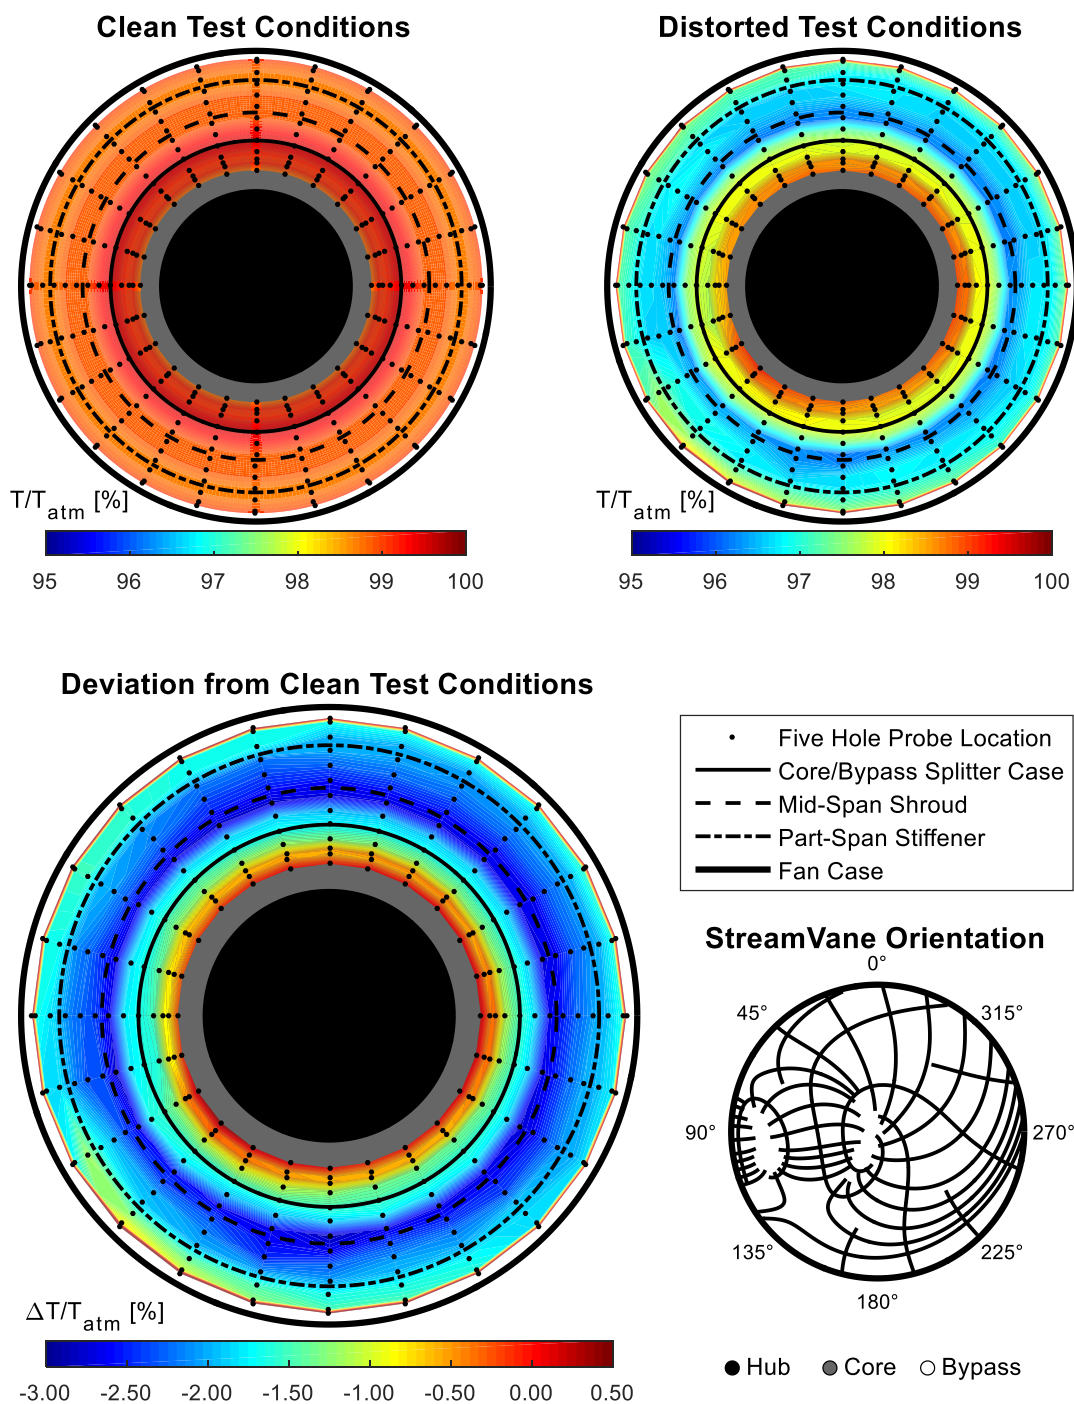 Clean Test Conditions
Distorted Test Conditions
T/Tatm [%]
95 96 97 98 99 100
T/Tatm [%]
95 96 97 98 99 100
Deviation from Clean Test Conditions
ΔT/Tatm [%]
-3.00 -2.50 -2.00 -1.50 -1.00 -0.50 0.00 0.50
Five Hole Probe Location
Core/Bypass Splitter Case
Mid-Span Shroud
Part-Span Stiffener
Fan Case
StreamVane Orientation
0°
45° 315°
90° 270°
135° 225°
180°
Hub Core Bypass